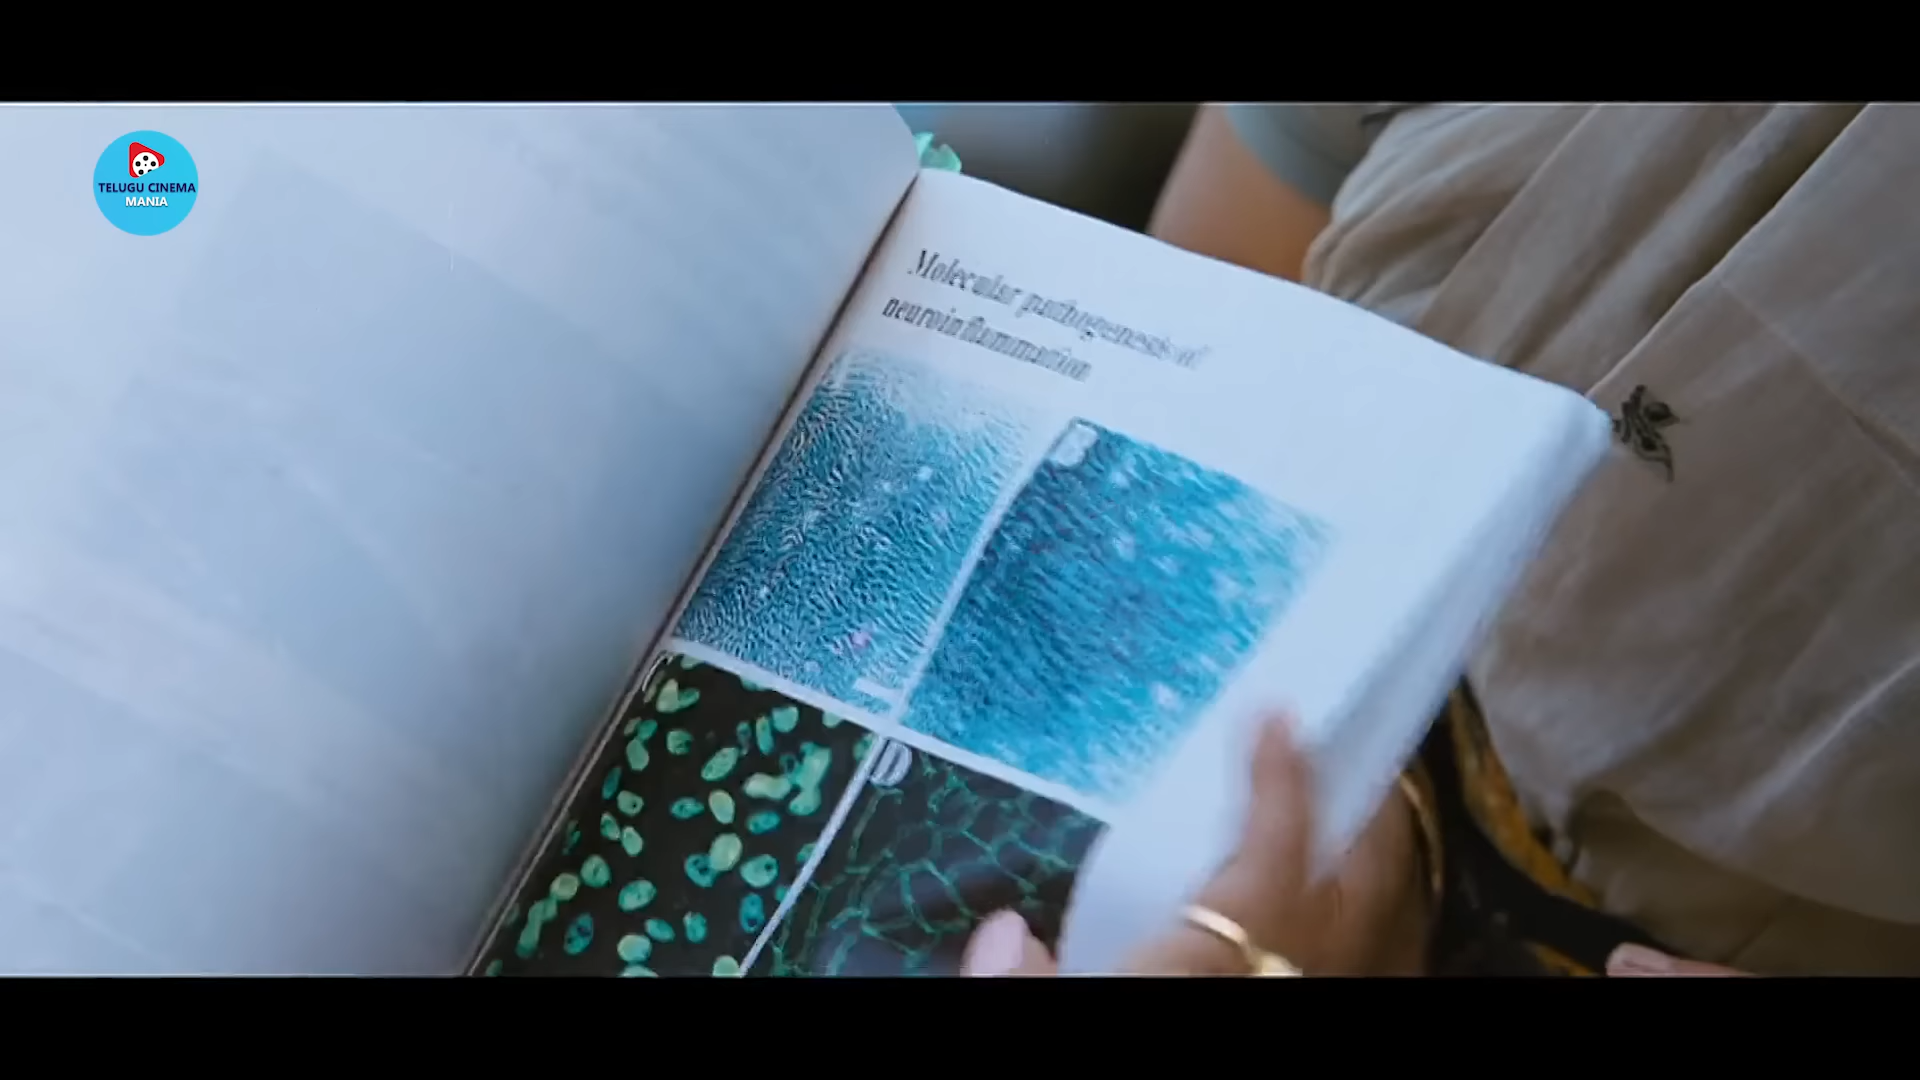 TELUGU CINEMA
MANIA
Molecular pathogenesis of
neuroinflammation
D